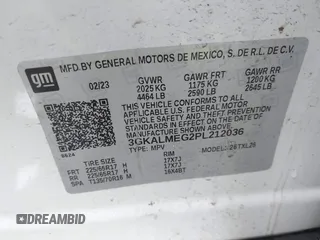 gm
MFD. BY GENERAL MOTORS DE MEXICO, S. DE R.L. DE C.V.
02/23 GVWR GAWR FRT GAWR RR
2025 KG 1175 KG 1200 KG
4464 LB 2590 LB 2645 LB
THIS VEHICLE CONFORMS TO ALL APPLICABLE U.S. FEDERAL
MOTOR VEHICLE SAFETY AND THEFT PREVENTION STANDARDS
IN EFFECT ON THE DATE OF MANUFACTURE SHOWN ABOVE.
3GKALMEG2PL212036
TYPE: MPV MODEL: 26
TIRE SIZE RIM
FRT 225/65R17 H 17X7J
RR 225/65R17 H 17X7J
SPA T135/70R16 M 16X4BT